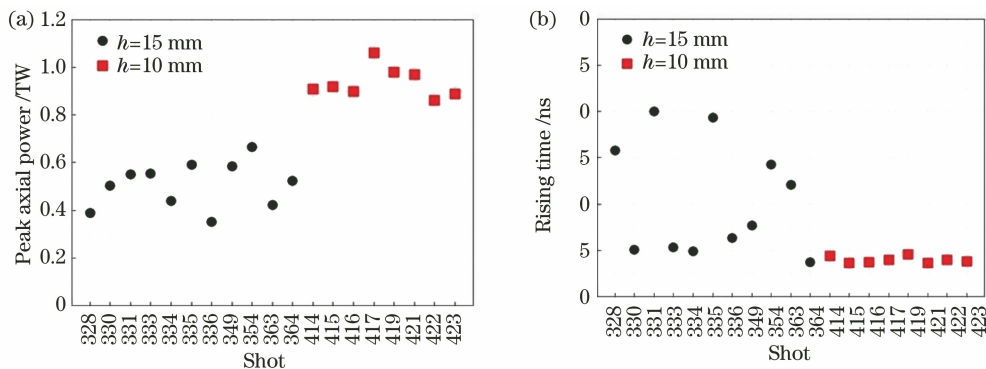 (a)
1.2
1.0
0.8
0.6
0.4
0.2
0
Peak axial power /TW
h=15 mm
h=10 mm
328 330 331 333 334 335 336 349 354 363 364 414 415 416 417 419 421 422 423
Shot
(b)
0
0
5
0
5
0
Rising time /ns
h=15 mm
h=10 mm
328 330 331 333 334 335 336 349 354 363 364 414 415 416 417 419 421 422 423
Shot